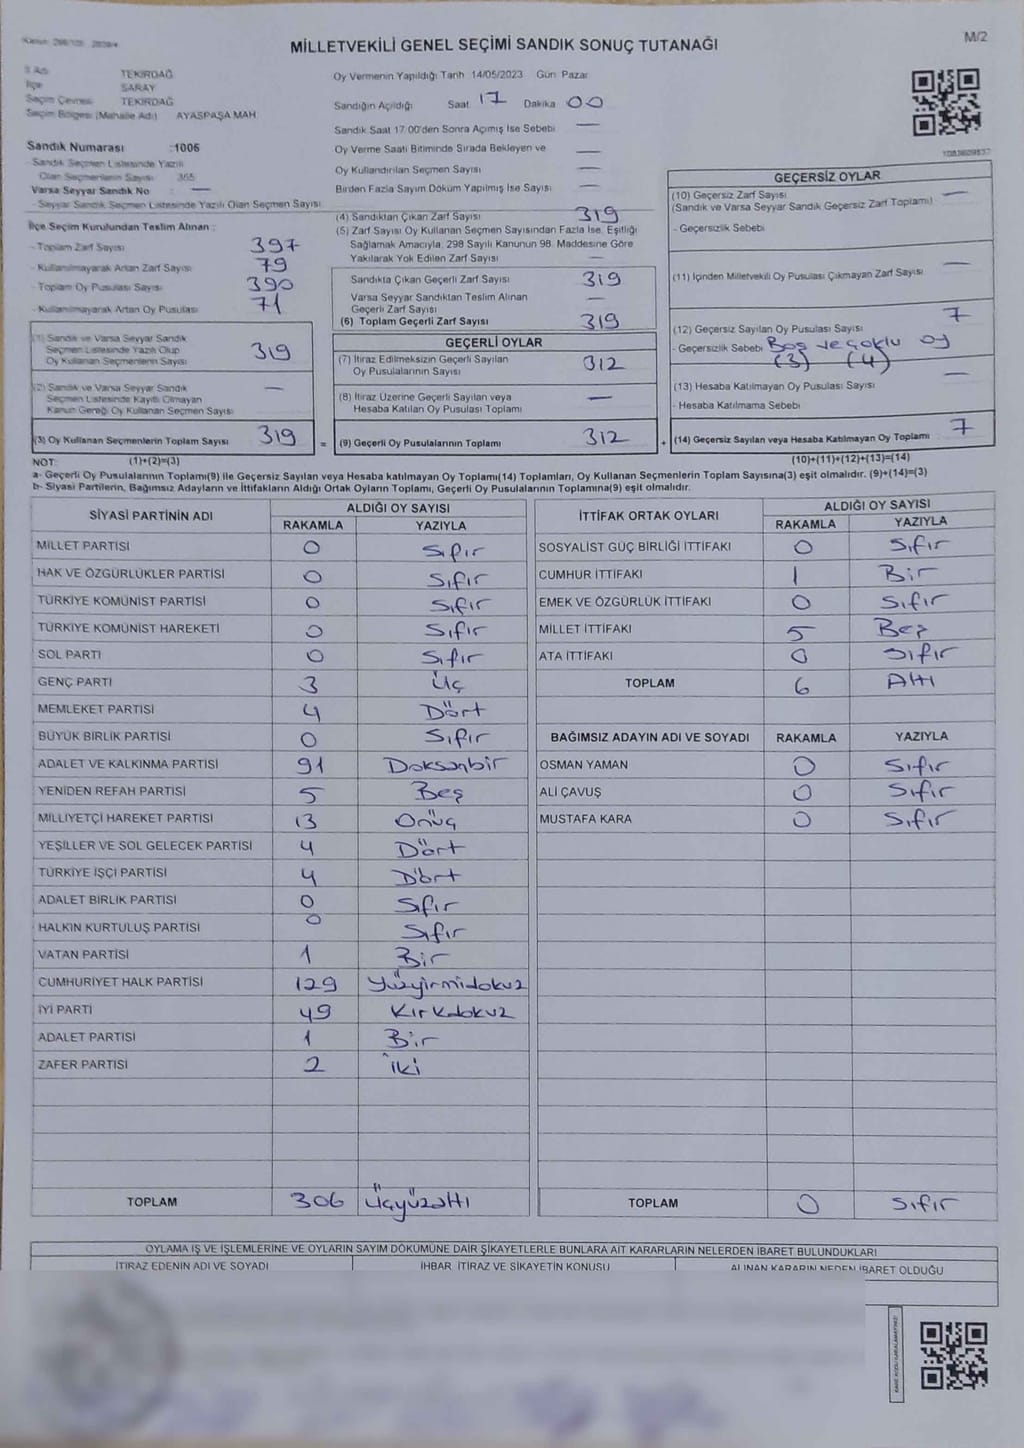 MİLLETVEKİLİ GENEL SEÇİMİ SANDIK SONUÇ TUTANAĞI
M/2
İl Adı TEKİRDAĞ
İlçe SARAY
Seçim Çevresi TEKİRDAĞ
Seçim Bölgesi (Mahalle Adı) AYASPAŞA MAH
Sandık Numarası :1006
- Sandık Seçmen Listesinde Yazılı
Olan Seçmenlerin Sayısı 365
Varsa Seyyar Sandık No : —
- Seyyar Sandık Seçmen Listesinde Yazılı Olan Seçmen Sayısı
İlçe Seçim Kurulundan Teslim Alınan :
- Toplam Zarf Sayısı 397
- Kullanılmayarak Artan Zarf Sayısı 79
- Toplam Oy Pusulası Sayısı 390
- Kullanılmayarak Artan Oy Pusulası 71
Oy Vermenin Yapıldığı Tarih 14/05/2023 Gün Pazar
Sandığın Açıldığı Saat 17 Dakika 00
Sandık Saat 17:00'den Sonra Açılmış İse Sebebi —
Oy Verme Saati Bitiminde Sırada Bekleyen ve
Oy Kullandırılan Seçmen Sayısı —
Birden Fazla Sayım Döküm Yapılmış İse Sayısı —
(4) Sandıktan Çıkan Zarf Sayısı 319
(5) Zarf Sayısı Oy Kullanan Seçmen Sayısından Fazla İse, Eşitliği
Sağlamak Amacıyla, 298 Sayılı Kanunun 98. Maddesine Göre
Yakılarak Yok Edilen Zarf Sayısı —
Sandıkta Çıkan Geçerli Zarf Sayısı 319
Varsa Seyyar Sandıktan Teslim Alınan
Geçerli Zarf Sayısı —
(6) Toplam Geçerli Zarf Sayısı 319
GEÇERSİZ OYLAR
(10) Geçersiz Zarf Sayısı —
(Sandık ve Varsa Seyyar Sandık Geçersiz Zarf Toplamı)
- Geçersizlik Sebebi
(11) İçinden Milletvekili Oy Pusulası Çıkmayan Zarf Sayısı —
(12) Geçersiz Sayılan Oy Pusulası Sayısı 7
- Geçersizlik Sebebi Boş ve çoklu oy
(3) (4)
(13) Hesaba Katılmayan Oy Pusulası Sayısı —
- Hesaba Katılmama Sebebi
(1) Sandık ve Varsa Seyyar Sandık
Seçmen Listesinde Yazılı Olup
Oy Kullanan Seçmenlerin Sayısı 319
(2) Sandık ve Varsa Seyyar Sandık
Seçmen Listesinde Kayıtlı Olmayan
Kanun Gereği Oy Kullanan Seçmen Sayısı —
GEÇERLİ OYLAR
(7) İtiraz Edilmeksizin Geçerli Sayılan
Oy Pusulalarının Sayısı 312
(8) İtiraz Üzerine Geçerli Sayılan veya
Hesaba Katılan Oy Pusulası Toplamı —
(3) Oy Kullanan Seçmenlerin Toplam Sayısı 319 = (9) Geçerli Oy Pusulalarının Toplamı 312 + (14) Geçersiz Sayılan veya Hesaba Katılmayan Oy Toplamı 7
NOT: (1)+(2)=(3) (10)+(11)+(12)+(13)=(14)
a- Geçerli Oy Pusulalarının Toplamı(9) ile Geçersiz Sayılan veya Hesaba katılmayan Oy Toplamı(14) Toplamları, Oy Kullanan Seçmenlerin Toplam Sayısına(3) eşit olmalıdır. (9)+(14)=(3)
b- Siyasi Partilerin, Bağımsız Adayların ve İttifakların Aldığı Ortak Oyların Toplamı, Geçerli Oy Pusulalarının Toplamına(9) eşit olmalıdır.
SİYASİ PARTİNİN ADI ALDIĞI OY SAYISI
RAKAMLA YAZIYLA
MİLLET PARTİSİ 0 Sıfır
HAK VE ÖZGÜRLÜKLER PARTİSİ 0 Sıfır
TÜRKİYE KOMÜNİST PARTİSİ 0 Sıfır
TÜRKİYE KOMÜNİST HAREKETİ 0 Sıfır
SOL PARTİ 0 Sıfır
GENÇ PARTİ 3 Üç
MEMLEKET PARTİSİ 4 Dört
BÜYÜK BİRLİK PARTİSİ 0 Sıfır
ADALET VE KALKINMA PARTİSİ 91 Doksanbir
YENİDEN REFAH PARTİSİ 5 Beş
MİLLİYETÇİ HAREKET PARTİSİ 13 Onüç
YEŞİLLER VE SOL GELECEK PARTİSİ 4 Dört
TÜRKİYE İŞÇİ PARTİSİ 4 Dört
ADALET BİRLİK PARTİSİ 0 Sıfır
HALKIN KURTULUŞ PARTİSİ 0 Sıfır
VATAN PARTİSİ 1 Bir
CUMHURİYET HALK PARTİSİ 129 Yüzyirmidokuz
İYİ PARTİ 49 Kırkdokuz
ADALET PARTİSİ 1 Bir
ZAFER PARTİSİ 2 İki
TOPLAM 306 Üçyüzaltı
İTTİFAK ORTAK OYLARI ALDIĞI OY SAYISI
RAKAMLA YAZIYLA
SOSYALİST GÜÇ BİRLİĞİ İTTİFAKI 0 Sıfır
CUMHUR İTTİFAKI 1 Bir
EMEK VE ÖZGÜRLÜK İTTİFAKI 0 Sıfır
MİLLET İTTİFAKI 5 Beş
ATA İTTİFAKI 0 Sıfır
TOPLAM 6 Altı
BAĞIMSIZ ADAYIN ADI VE SOYADI RAKAMLA YAZIYLA
OSMAN YAMAN 0 Sıfır
ALİ ÇAVUŞ 0 Sıfır
MUSTAFA KARA 0 Sıfır
TOPLAM 0 Sıfır
OYLAMA İŞ VE İŞLEMLERİNE VE OYLARIN SAYIM DÖKÜMÜNE DAİR ŞİKAYETLERLE BUNLARA AİT KARARLARIN NELERDEN İBARET BULUNDUKLARI
İTİRAZ EDENİN ADI VE SOYADI İHBAR, İTİRAZ VE ŞİKAYETİN KONUSU ALINAN KARARIN NEDEN İBARET OLDUĞU